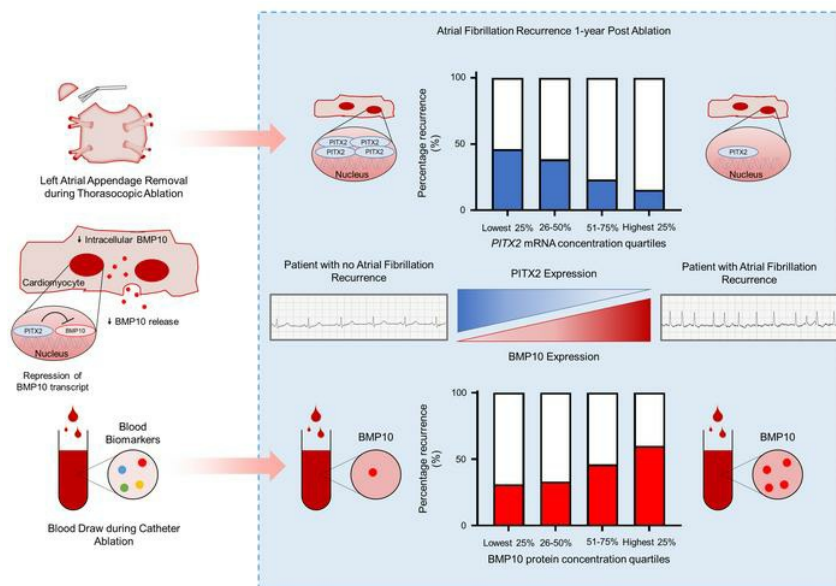 Atrial Fibrillation Recurrence 1-year Post Ablation
Left Atrial Appendage Removal
during Thorasocopic Ablation
PITX2
PITX2
PITX2
PITX2
Nucleus
Percentage recurrence
(%)
100
50
0
Lowest 25%
26-50%
51-75%
Highest 25%
PITX2 mRNA concentration quartiles
PITX2
Nucleus
↓ Intracellular BMP10
Cardiomyocyte
↓ BMP10 release
PITX2
BMP10
Nucleus
Repression of
BMP10 transcript
Patient with no Atrial Fibrillation
Recurrence
PITX2 Expression
BMP10 Expression
Patient with Atrial Fibrillation
Recurrence
Blood
Biomarkers
Blood Draw during Catheter
Ablation
BMP10
Percentage recurrence
(%)
100
50
0
Lowest 25%
26-50%
51-75%
Highest 25%
BMP10 protein concentration quartiles
BMP10